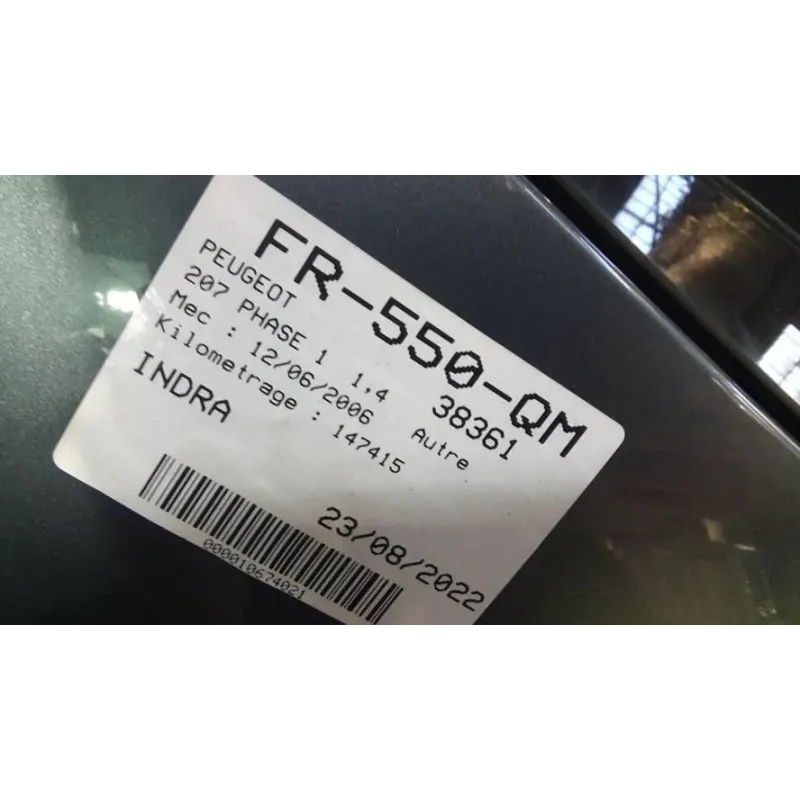 FR-550-QM
PEUGEOT 38361
207 PHASE 1 1,4 Autre
Mec : 12/06/2006
Kilometrage : 147415
INDRA
23/08/2022
000010674021